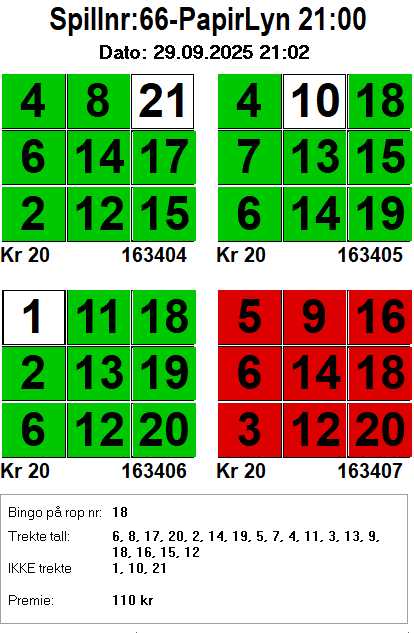 Spillnr:66-PapirLyn 21:00
Dato: 29.09.2025 21:02
4 8 21 4 10 18
6 14 17 7 13 15
2 12 15 6 14 19
Kr 20 163404 Kr 20 163405
1 11 18 5 9 16
2 13 19 6 14 18
6 12 20 3 12 20
Kr 20 163406 Kr 20 163407
Bingo på rop nr: 18
Trekte tall: 6, 8, 17, 20, 2, 14, 19, 5, 7, 4, 11, 3, 13, 9,
18, 16, 15, 12
IKKE trekte 1, 10, 21
Premie: 110 kr